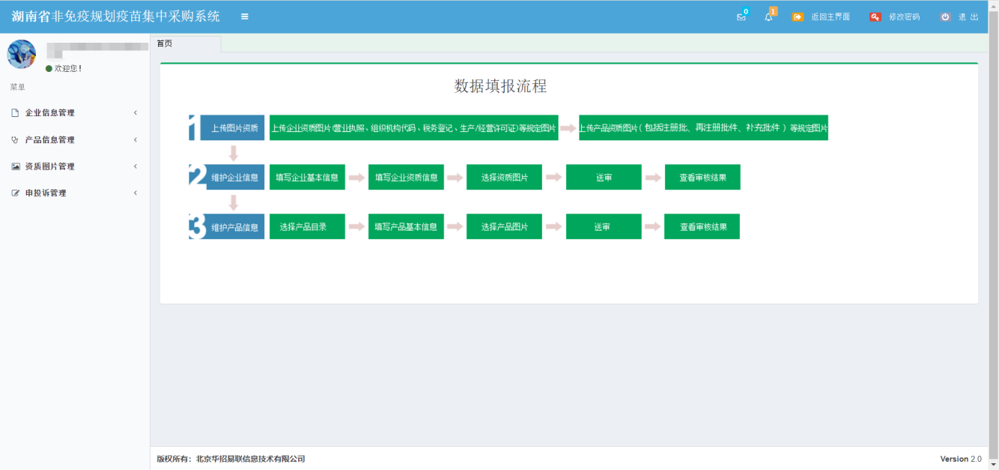 湖南省非免疫规划疫苗集中采购系统
0
1
返回主界面
修改密码
退 出
欢迎您！
首页
菜单
企业信息管理
产品信息管理
资质图片管理
申投诉管理
数据填报流程
1 上传图片资质 上传企业资质图片(营业执照、组织机构代码、税务登记、生产/经营许可证)等规定图片 上传产品资质图片( 包括注册批、再注册批件、补充批件 ) 等规定图片
2 维护企业信息 填写企业基本信息 填写企业资质信息 选择资质图片 送审 查看审核结果
3 维护产品信息 选择产品目录 填写产品基本信息 选择产品图片 送审 查看审核结果
版权所有：北京华招易联信息技术有限公司
Version 2.0